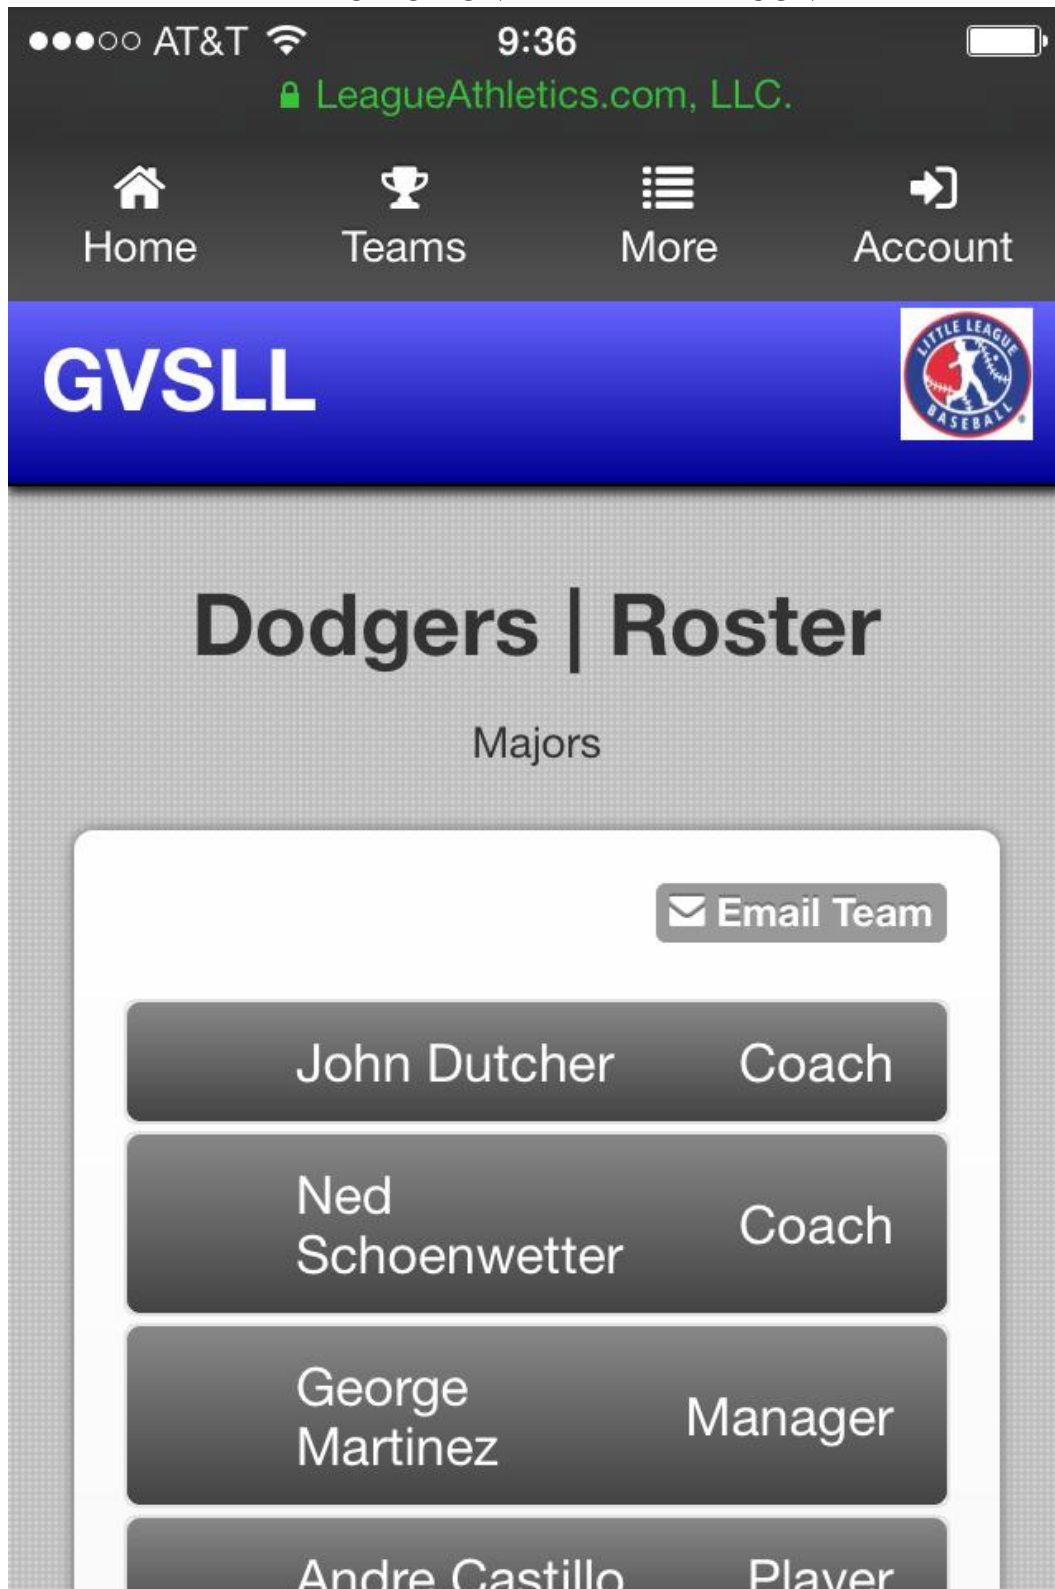 AT&T 9:36
LeagueAthletics.com, LLC.
Home Teams More Account
GVSLL
LITTLE LEAGUE
BASEBALL
Dodgers | Roster
Majors
Email Team
John Dutcher Coach
Ned
Schoenwetter Coach
George
Martinez Manager
Andre Castillo Player